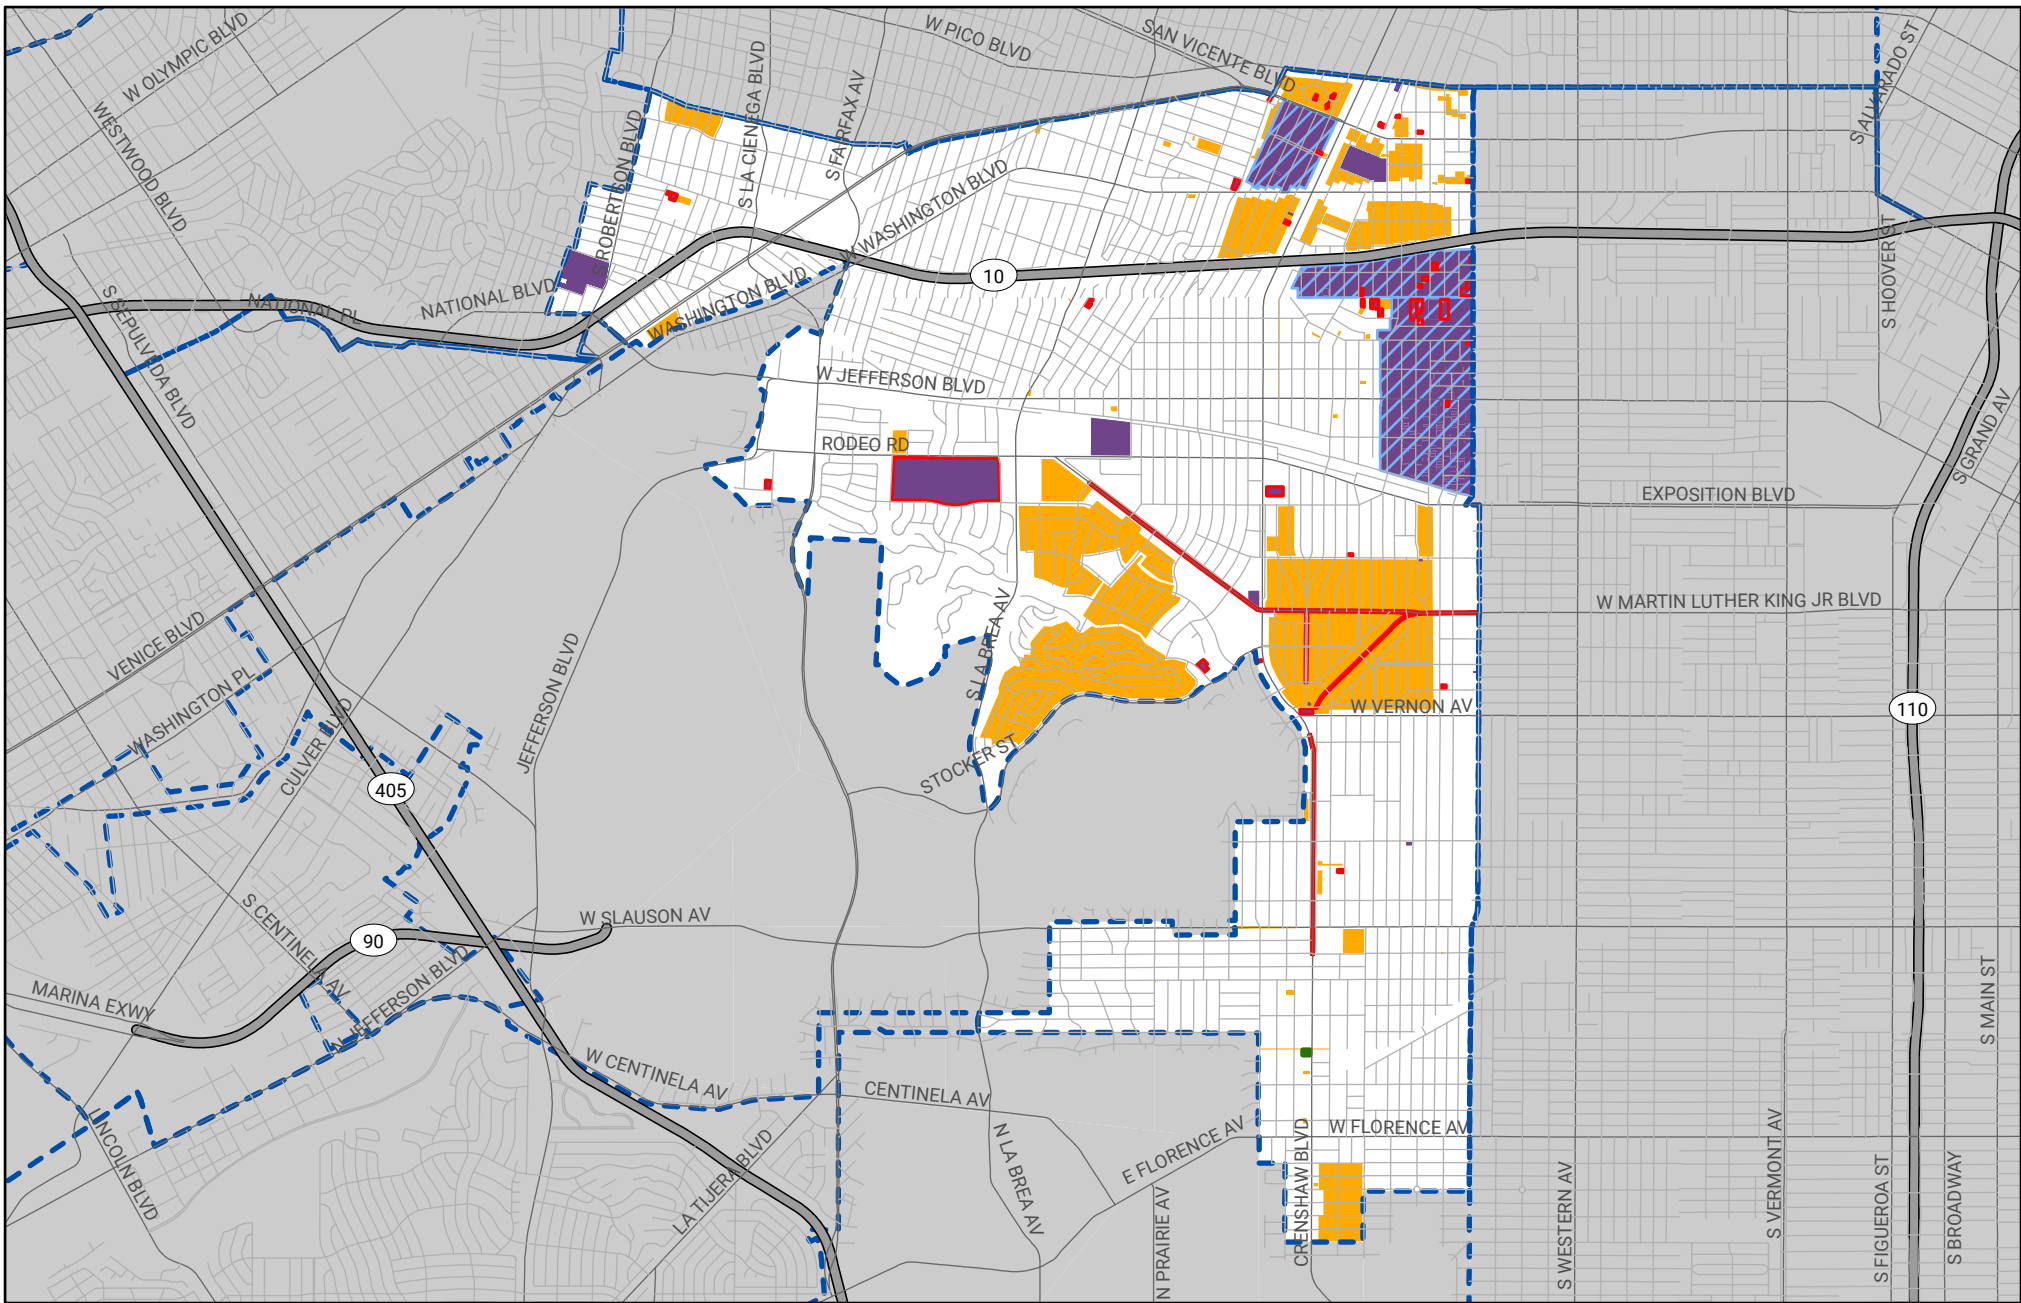 W OLYMPIC BLVD
W PICO BLVD
SAN VICENTE BLVD
S ALVARADO ST
WESTWOOD BLVD
S LA CIENEGA BLVD
S FAIRFAX AV
S ROBERTSON BLVD
W WASHINGTON BLVD
S HOOVER ST
10
NATIONAL PL
NATIONAL BLVD
WASHINGTON BLVD
S SEPULVEDA BLVD
W JEFFERSON BLVD
RODEO RD
S GRAND AV
EXPOSITION BLVD
W MARTIN LUTHER KING JR BLVD
VENICE BLVD
WASHINGTON PL
CULVER BLVD
JEFFERSON BLVD
S LA BREA AV
W VERNON AV
110
STOCKER ST
405
S CENTINELA AV
W SLAUSON AV
90
N JEFFERSON BLVD
MARINA EXWY
S MAIN ST
W CENTINELA AV
CENTINELA AV
LINCOLN BLVD
LA TIJERA BLVD
N LA BREA AV
E FLORENCE AV
W FLORENCE AV
N PRAIRIE AV
CRENSHAW BLVD
S WESTERN AV
S VERMONT AV
S FIGUEROA ST
S BROADWAY